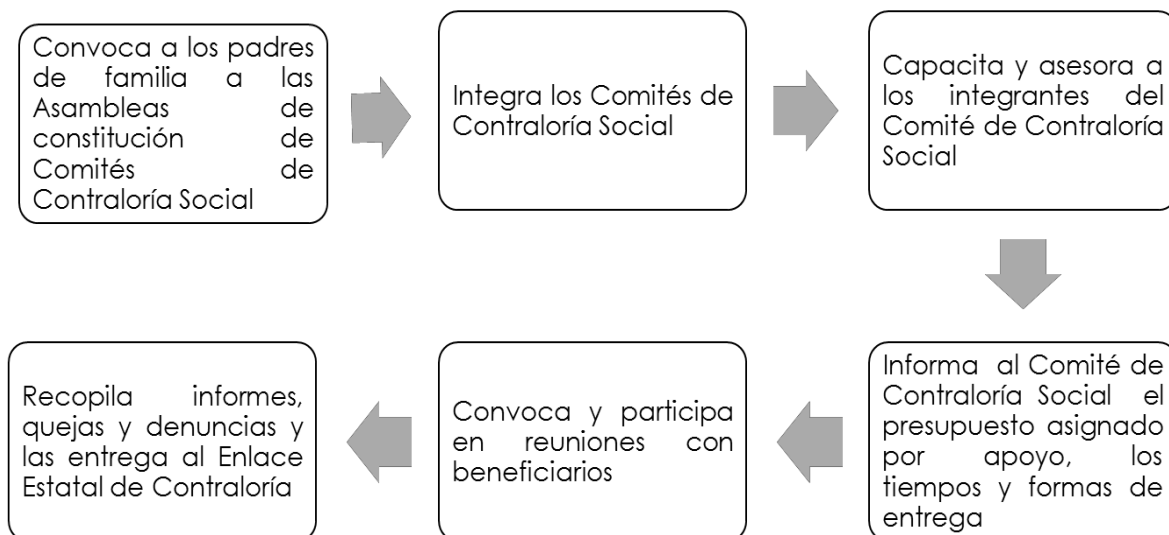 Convoca a los padres
de familia a las
Asambleas de
constitución de
Comités de
Contraloría Social
Integra los Comités de
Contraloría Social
Capacita y asesora a
los integrantes del
Comité de Contraloría
Social
Informa al Comité de
Contraloría Social el
presupuesto asignado
por apoyo, los
tiempos y formas de
entrega
Convoca y participa
en reuniones con
beneficiarios
Recopila informes,
quejas y denuncias y
las entrega al Enlace
Estatal de Contraloría